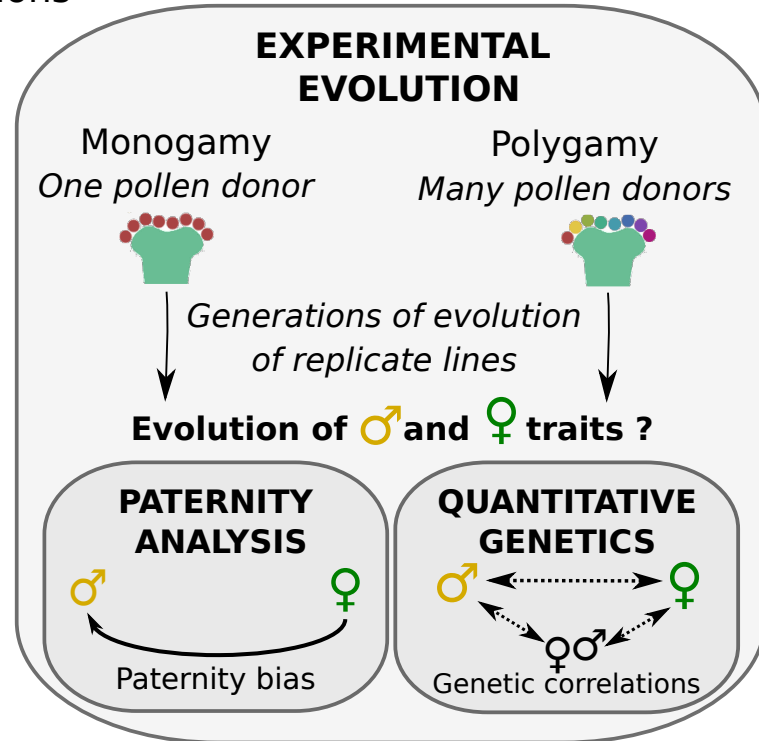 EXPERIMENTAL
EVOLUTION
Monogamy
One pollen donor
Polygamy
Many pollen donors
Generations of evolution
of replicate lines
Evolution of ♂ and ♀ traits ?
PATERNITY
ANALYSIS
♂ ♀
Paternity bias
QUANTITATIVE
GENETICS
♂ ♀
♀♂
Genetic correlations